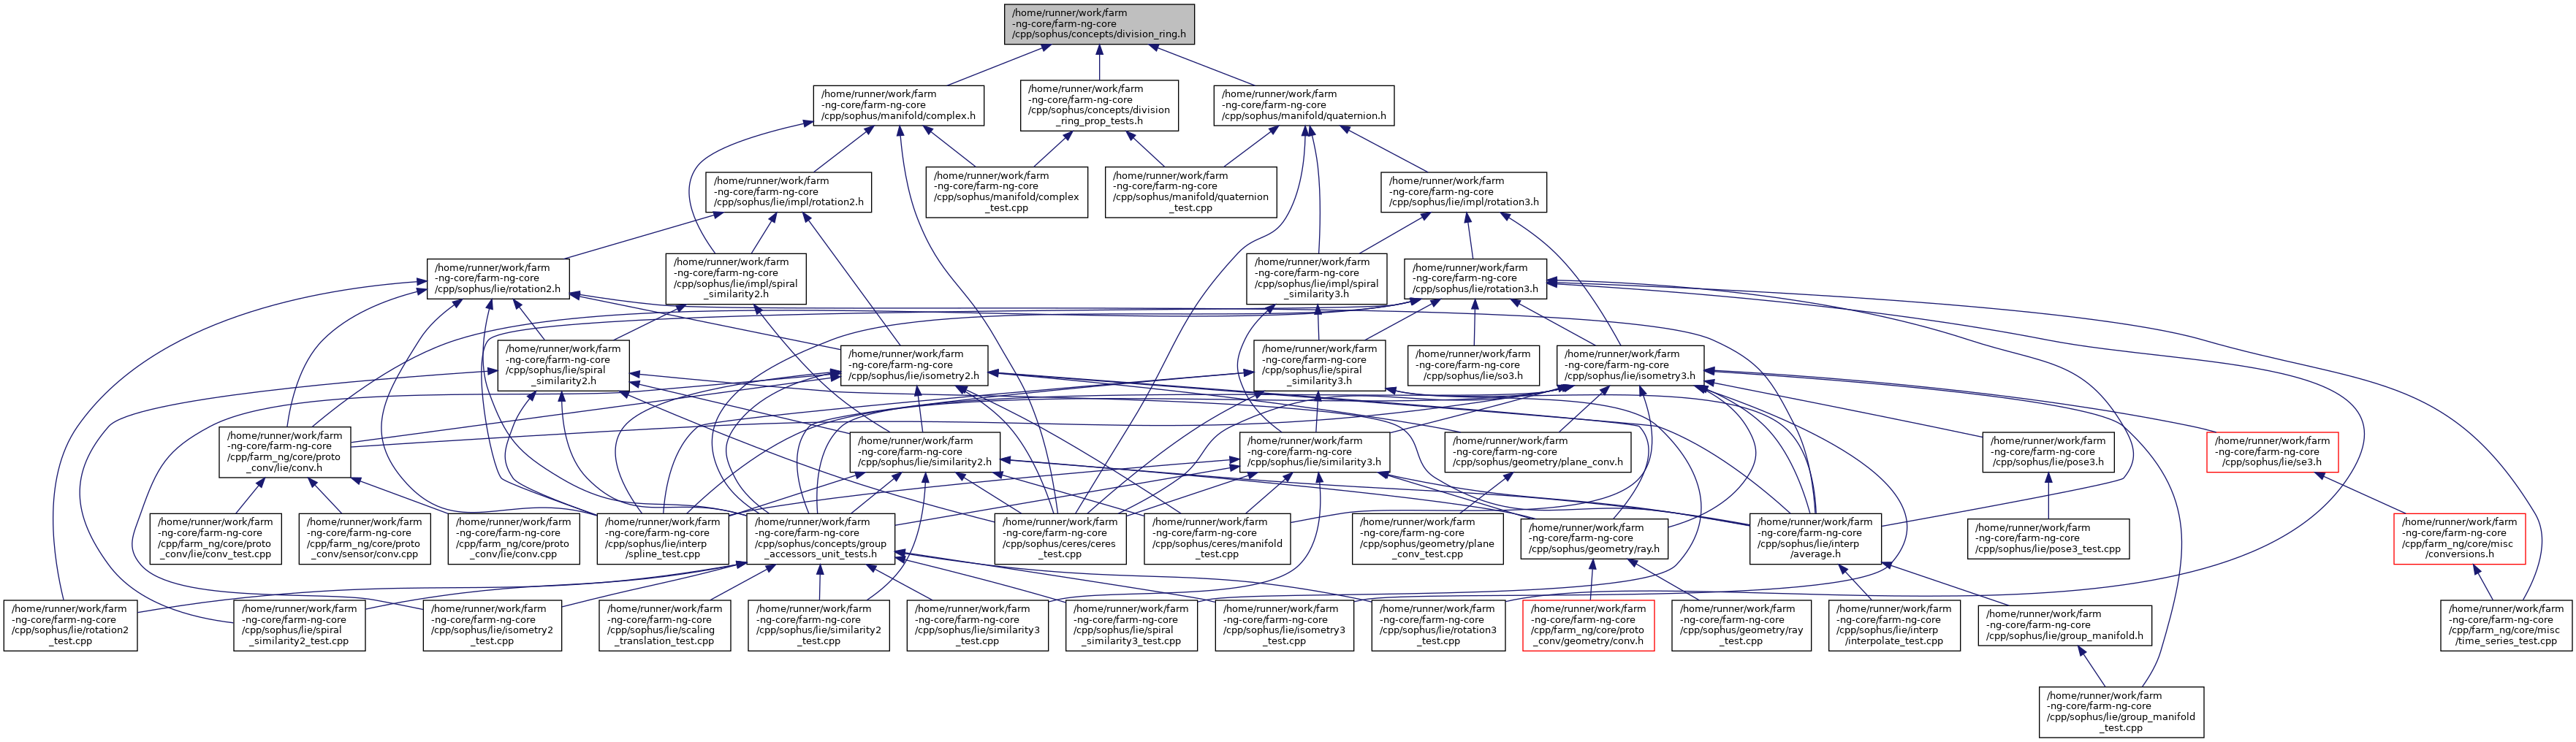 /home/runner/work/farm
-ng-core/farm-ng-core
/cpp/sophus/concepts/division_ring.h
/home/runner/work/farm
-ng-core/farm-ng-core
/cpp/sophus/manifold/complex.h
/home/runner/work/farm
-ng-core/farm-ng-core
/cpp/sophus/concepts/division
_ring_prop_tests.h
/home/runner/work/farm
-ng-core/farm-ng-core
/cpp/sophus/manifold/quaternion.h
/home/runner/work/farm
-ng-core/farm-ng-core
/cpp/sophus/lie/impl/rotation2.h
/home/runner/work/farm
-ng-core/farm-ng-core
/cpp/sophus/manifold/complex
_test.cpp
/home/runner/work/farm
-ng-core/farm-ng-core
/cpp/sophus/manifold/quaternion
_test.cpp
/home/runner/work/farm
-ng-core/farm-ng-core
/cpp/sophus/lie/impl/rotation3.h
/home/runner/work/farm
-ng-core/farm-ng-core
/cpp/sophus/lie/rotation2.h
/home/runner/work/farm
-ng-core/farm-ng-core
/cpp/sophus/lie/impl/spiral
_similarity2.h
/home/runner/work/farm
-ng-core/farm-ng-core
/cpp/sophus/lie/impl/spiral
_similarity3.h
/home/runner/work/farm
-ng-core/farm-ng-core
/cpp/sophus/lie/rotation3.h
/home/runner/work/farm
-ng-core/farm-ng-core
/cpp/sophus/lie/spiral
_similarity2.h
/home/runner/work/farm
-ng-core/farm-ng-core
/cpp/sophus/lie/isometry2.h
/home/runner/work/farm
-ng-core/farm-ng-core
/cpp/sophus/lie/spiral
_similarity3.h
/home/runner/work/farm
-ng-core/farm-ng-core
/cpp/sophus/lie/so3.h
/home/runner/work/farm
-ng-core/farm-ng-core
/cpp/sophus/lie/isometry3.h
/home/runner/work/farm
-ng-core/farm-ng-core
/cpp/farm_ng/core/proto
_conv/lie/conv.h
/home/runner/work/farm
-ng-core/farm-ng-core
/cpp/sophus/lie/similarity2.h
/home/runner/work/farm
-ng-core/farm-ng-core
/cpp/sophus/lie/similarity3.h
/home/runner/work/farm
-ng-core/farm-ng-core
/cpp/sophus/geometry/plane_conv.h
/home/runner/work/farm
-ng-core/farm-ng-core
/cpp/sophus/lie/pose3.h
/home/runner/work/farm
-ng-core/farm-ng-core
/cpp/sophus/lie/se3.h
/home/runner/work/farm
-ng-core/farm-ng-core
/cpp/farm_ng/core/proto
_conv/lie/conv_test.cpp
/home/runner/work/farm
-ng-core/farm-ng-core
/cpp/farm_ng/core/proto
_conv/sensor/conv.cpp
/home/runner/work/farm
-ng-core/farm-ng-core
/cpp/farm_ng/core/proto
_conv/lie/conv.cpp
/home/runner/work/farm
-ng-core/farm-ng-core
/cpp/sophus/lie/interp
/spline_test.cpp
/home/runner/work/farm
-ng-core/farm-ng-core
/cpp/sophus/concepts/group
_accessors_unit_tests.h
/home/runner/work/farm
-ng-core/farm-ng-core
/cpp/sophus/ceres/ceres
_test.cpp
/home/runner/work/farm
-ng-core/farm-ng-core
/cpp/sophus/ceres/manifold
_test.cpp
/home/runner/work/farm
-ng-core/farm-ng-core
/cpp/sophus/geometry/plane
_conv_test.cpp
/home/runner/work/farm
-ng-core/farm-ng-core
/cpp/sophus/geometry/ray.h
/home/runner/work/farm
-ng-core/farm-ng-core
/cpp/sophus/lie/interp
/average.h
/home/runner/work/farm
-ng-core/farm-ng-core
/cpp/sophus/lie/pose3_test.cpp
/home/runner/work/farm
-ng-core/farm-ng-core
/cpp/farm_ng/core/misc
/conversions.h
/home/runner/work/farm
-ng-core/farm-ng-core
/cpp/sophus/lie/rotation2
_test.cpp
/home/runner/work/farm
-ng-core/farm-ng-core
/cpp/sophus/lie/spiral
_similarity2_test.cpp
/home/runner/work/farm
-ng-core/farm-ng-core
/cpp/sophus/lie/isometry2
_test.cpp
/home/runner/work/farm
-ng-core/farm-ng-core
/cpp/sophus/lie/scaling
_translation_test.cpp
/home/runner/work/farm
-ng-core/farm-ng-core
/cpp/sophus/lie/similarity2
_test.cpp
/home/runner/work/farm
-ng-core/farm-ng-core
/cpp/sophus/lie/similarity3
_test.cpp
/home/runner/work/farm
-ng-core/farm-ng-core
/cpp/sophus/lie/spiral
_similarity3_test.cpp
/home/runner/work/farm
-ng-core/farm-ng-core
/cpp/sophus/lie/isometry3
_test.cpp
/home/runner/work/farm
-ng-core/farm-ng-core
/cpp/sophus/lie/rotation3
_test.cpp
/home/runner/work/farm
-ng-core/farm-ng-core
/cpp/farm_ng/core/proto
_conv/geometry/conv.h
/home/runner/work/farm
-ng-core/farm-ng-core
/cpp/sophus/geometry/ray
_test.cpp
/home/runner/work/farm
-ng-core/farm-ng-core
/cpp/sophus/lie/interp
/interpolate_test.cpp
/home/runner/work/farm
-ng-core/farm-ng-core
/cpp/sophus/lie/group_manifold.h
/home/runner/work/farm
-ng-core/farm-ng-core
/cpp/farm_ng/core/misc
/time_series_test.cpp
/home/runner/work/farm
-ng-core/farm-ng-core
/cpp/sophus/lie/group_manifold
_test.cpp